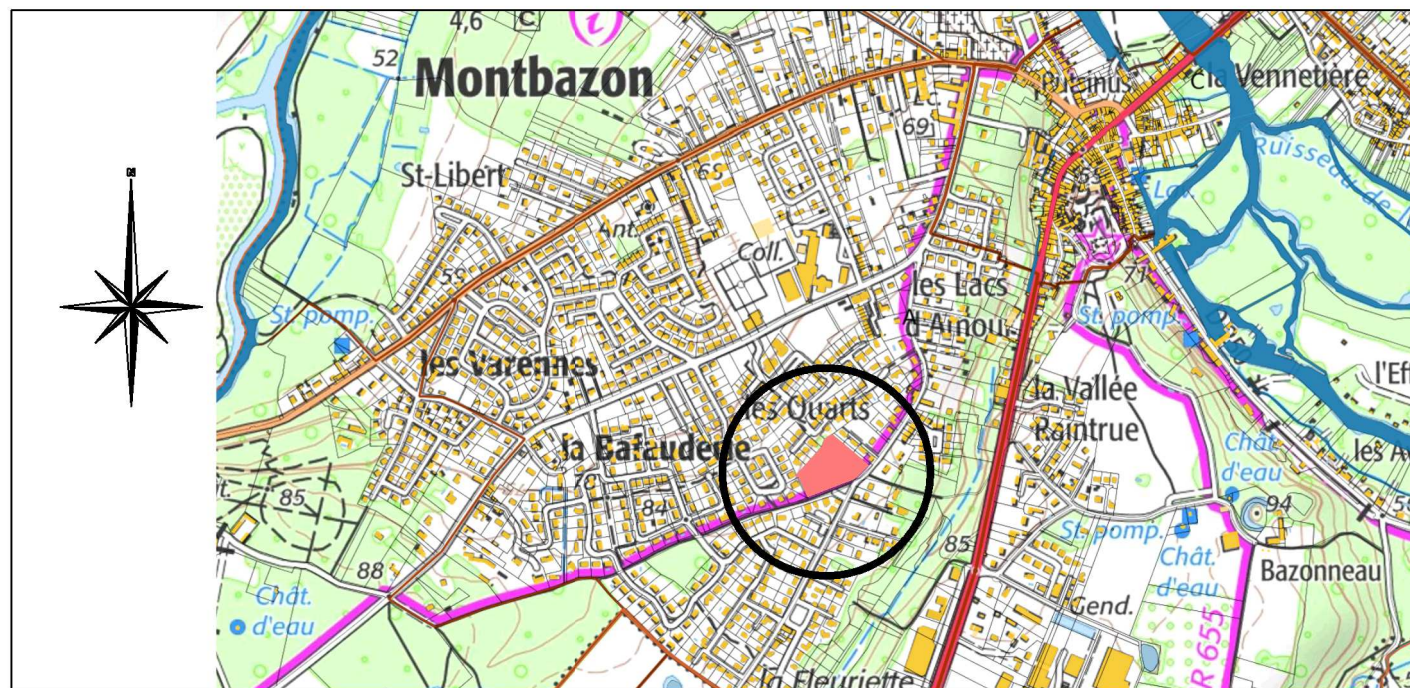 4,6
C
i
52
Montbazon
la Vennetière
69
Ruisseau de
St-Libert
65
Ant.
Coll.
59
71
les Lacs
d'Amour
St. pomp.
St. pomp.
les Varennes
l'Eff
la Vallée
Raintrue
les Quarts
Chât.
d'eau
la Bafauderie
78
84
85
94
St. pomp.
85
Chât.
d'eau
Bazonneau
88
Chât.
d'eau
Gend.
R 655
la Fleuriette